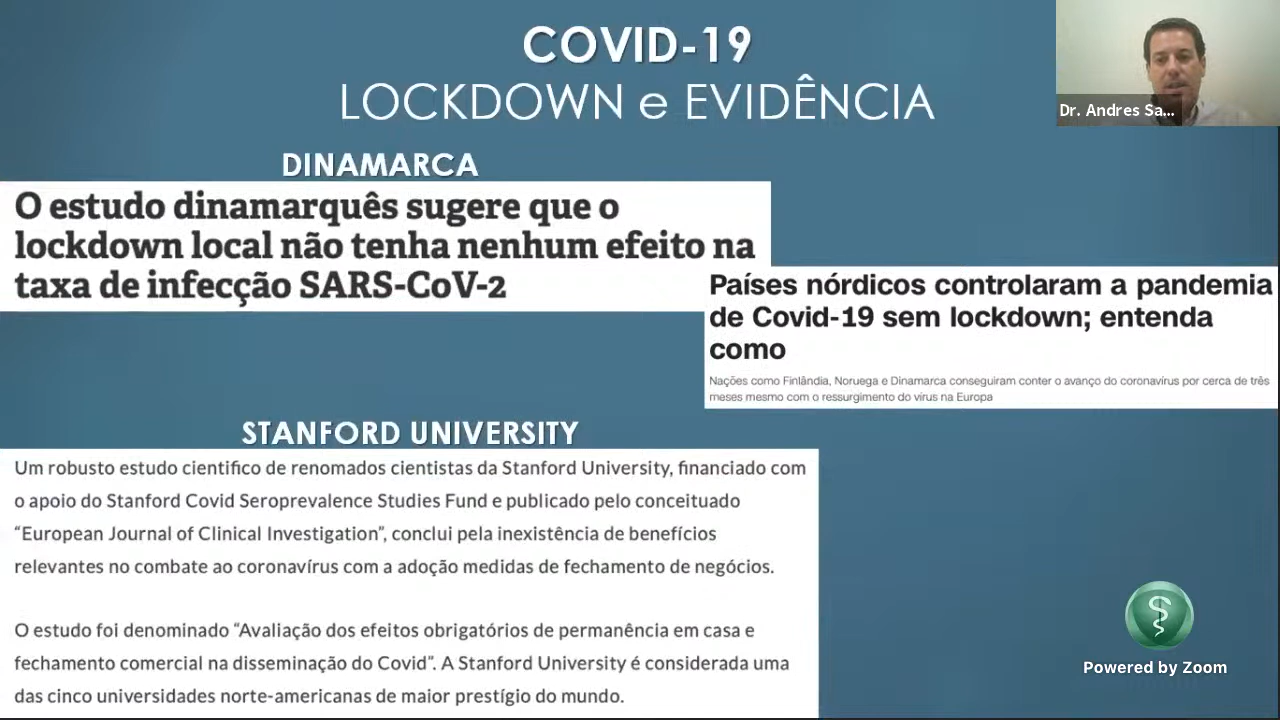 COVID-19
LOCKDOWN e EVIDÊNCIA
Dr. Andres Sa...
DINAMARCA
O estudo dinamarquês sugere que o
lockdown local não tenha nenhum efeito na
taxa de infecção SARS-CoV-2
Países nórdicos controlaram a pandemia
de Covid-19 sem lockdown; entenda
como
Nações como Finlândia, Noruega e Dinamarca conseguiram conter o avanço do coronavírus por cerca de três
meses mesmo com o ressurgimento do vírus na Europa
STANFORD UNIVERSITY
Um robusto estudo científico de renomados cientistas da Stanford University, financiado com
o apoio do Stanford Covid Seroprevalence Studies Fund e publicado pelo conceituado
“European Journal of Clinical Investigation”, conclui pela inexistência de benefícios
relevantes no combate ao coronavírus com a adoção medidas de fechamento de negócios.
O estudo foi denominado “Avaliação dos efeitos obrigatórios de permanência em casa e
fechamento comercial na disseminação do Covid”. A Stanford University é considerada uma
das cinco universidades norte-americanas de maior prestígio do mundo.
Powered by Zoom